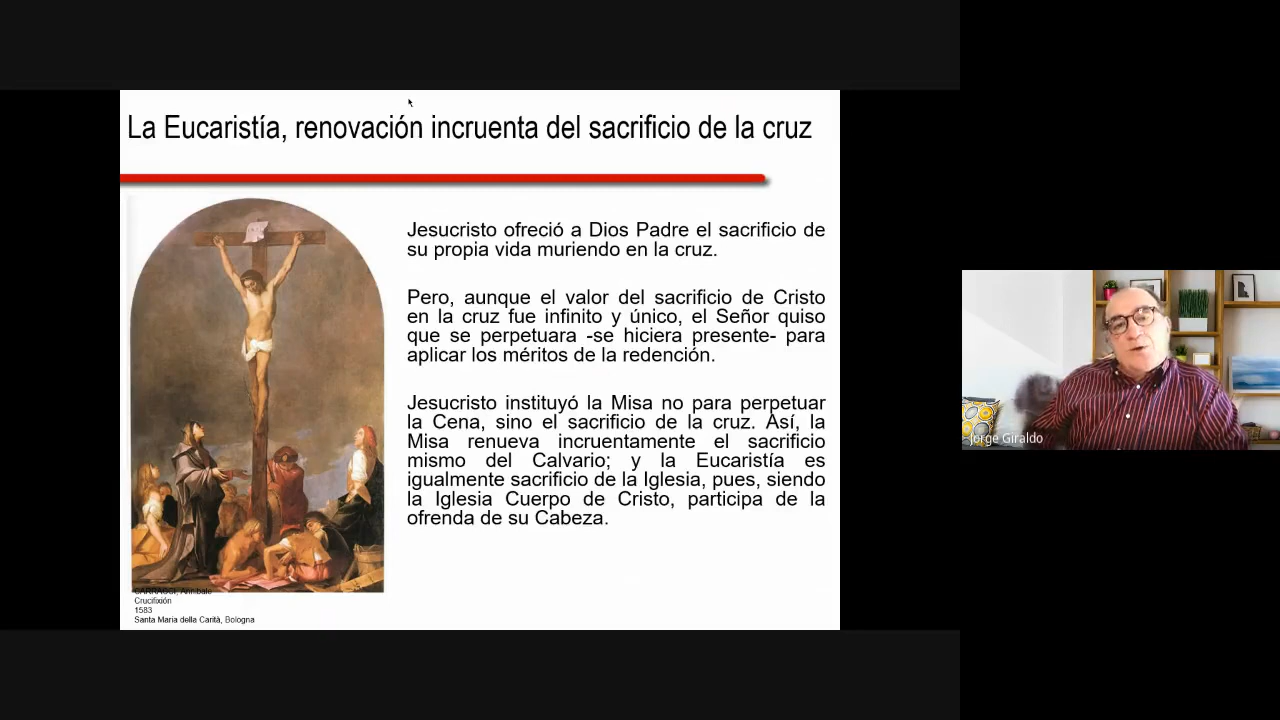 La Eucaristía, renovación incruenta del sacrificio de la cruz
Jesucristo ofreció a Dios Padre el sacrificio de
su propia vida muriendo en la cruz.
Pero, aunque el valor del sacrificio de Cristo
en la cruz fue infinito y único, el Señor quiso
que se perpetuara -se hiciera presente- para
aplicar los méritos de la redención.
Jesucristo instituyó la Misa no para perpetuar
la Cena, sino el sacrificio de la cruz. Así, la
Misa renueva incruentamente el sacrificio
mismo del Calvario; y la Eucaristía es
igualmente sacrificio de la Iglesia, pues, siendo
la Iglesia Cuerpo de Cristo, participa de la
ofrenda de su Cabeza.
CARRACCI, Annibale
Crucifixión
1583
Santa Maria della Carità, Bologna
Jorge Giraldo